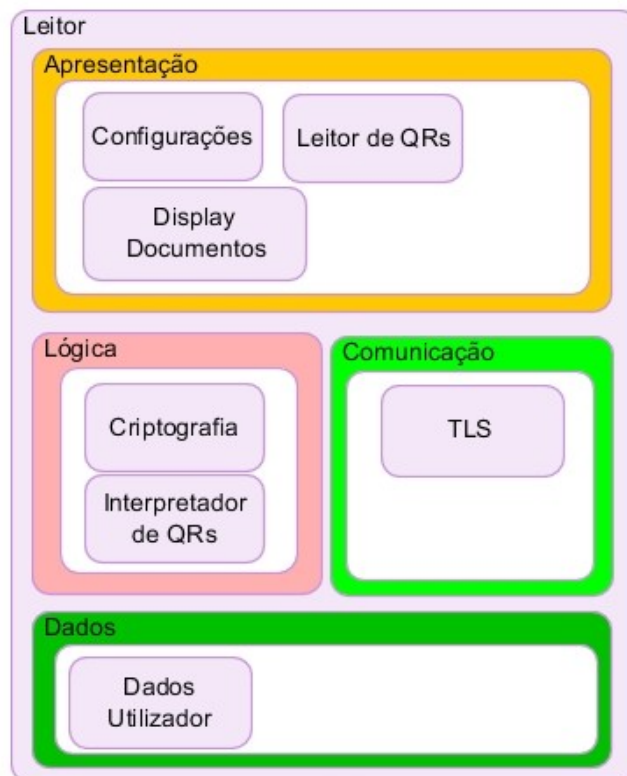 Leitor
Apresentação
Configurações
Leitor de QRs
Display
Documentos
Lógica
Criptografia
Interpretador
de QRs
Comunicação
TLS
Dados
Dados
Utilizador